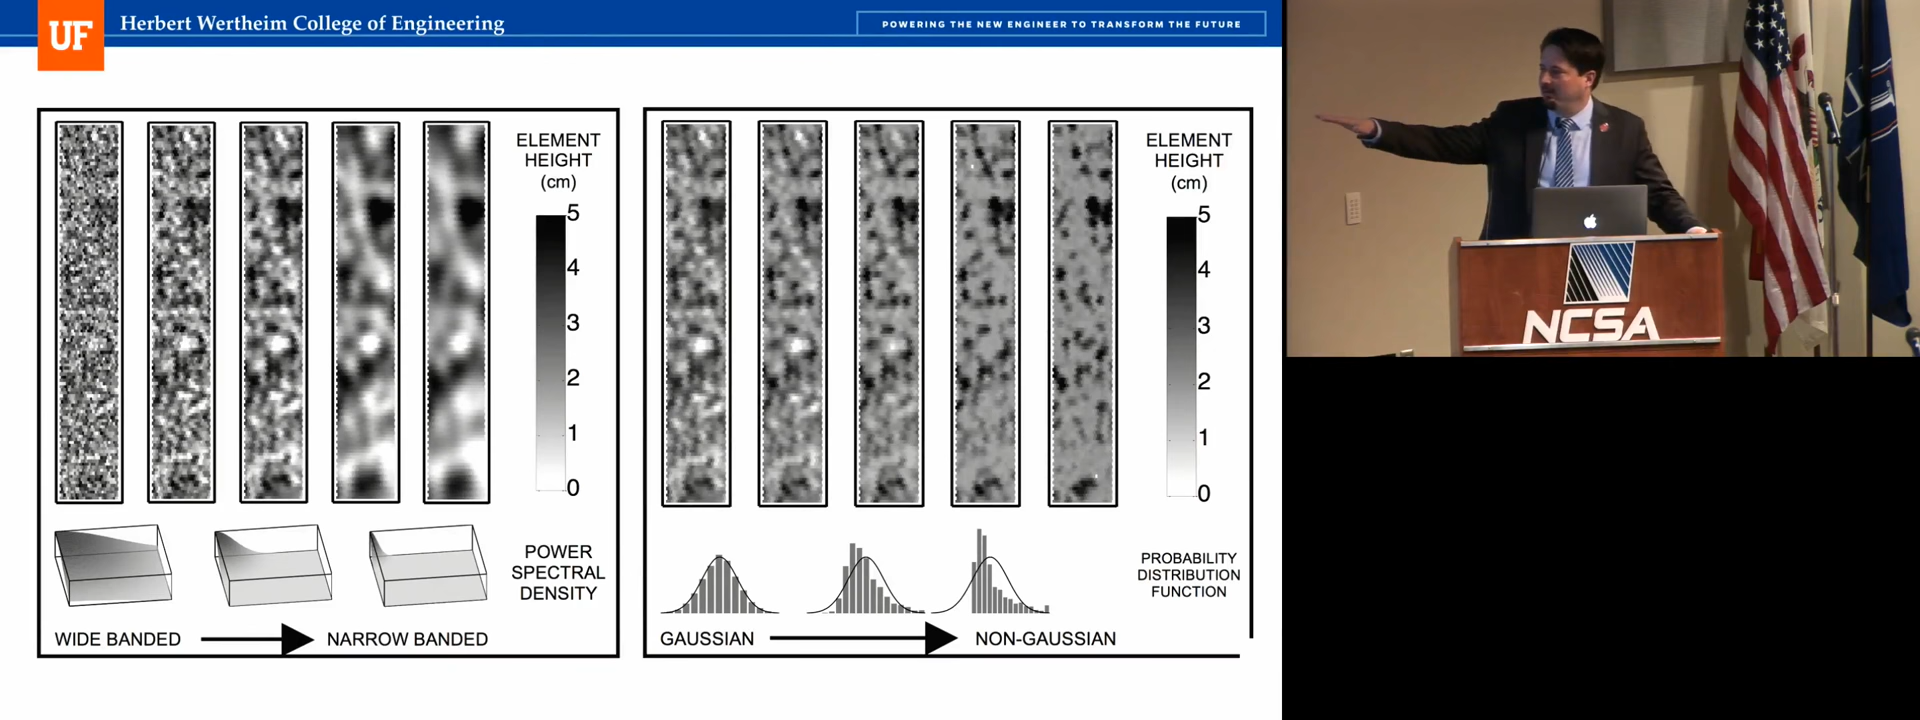 UF
Herbert Wertheim College of Engineering
POWERING THE NEW ENGINEER TO TRANSFORM THE FUTURE
ELEMENT
HEIGHT
(cm)
5
4
3
2
1
0
POWER
SPECTRAL
DENSITY
WIDE BANDED
NARROW BANDED
ELEMENT
HEIGHT
(cm)
5
4
3
2
1
0
PROBABILITY
DISTRIBUTION
FUNCTION
GAUSSIAN
NON-GAUSSIAN
NCSA